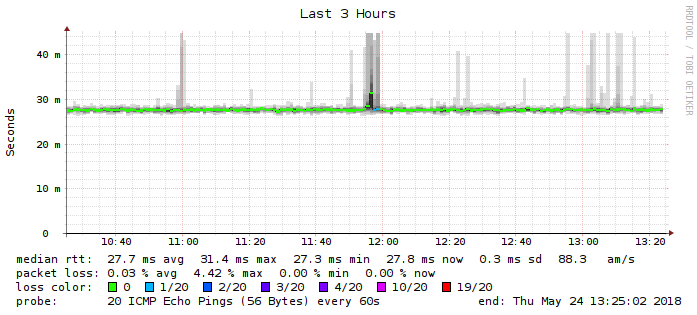 Last 3 Hours
RRDTOOL / TOBI OETIKER
Seconds
40 m
30 m
20 m
10 m
0
10:40 11:00 11:20 11:40 12:00 12:20 12:40 13:00 13:20
median rtt: 27.7 ms avg 31.4 ms max 27.3 ms min 27.8 ms now 0.3 ms sd 88.3 am/s
packet loss: 0.03 % avg 4.42 % max 0.00 % min 0.00 % now
loss color: 0 1/20 2/20 3/20 4/20 10/20 19/20
probe: 20 ICMP Echo Pings (56 Bytes) every 60s end: Thu May 24 13:25:02 2018